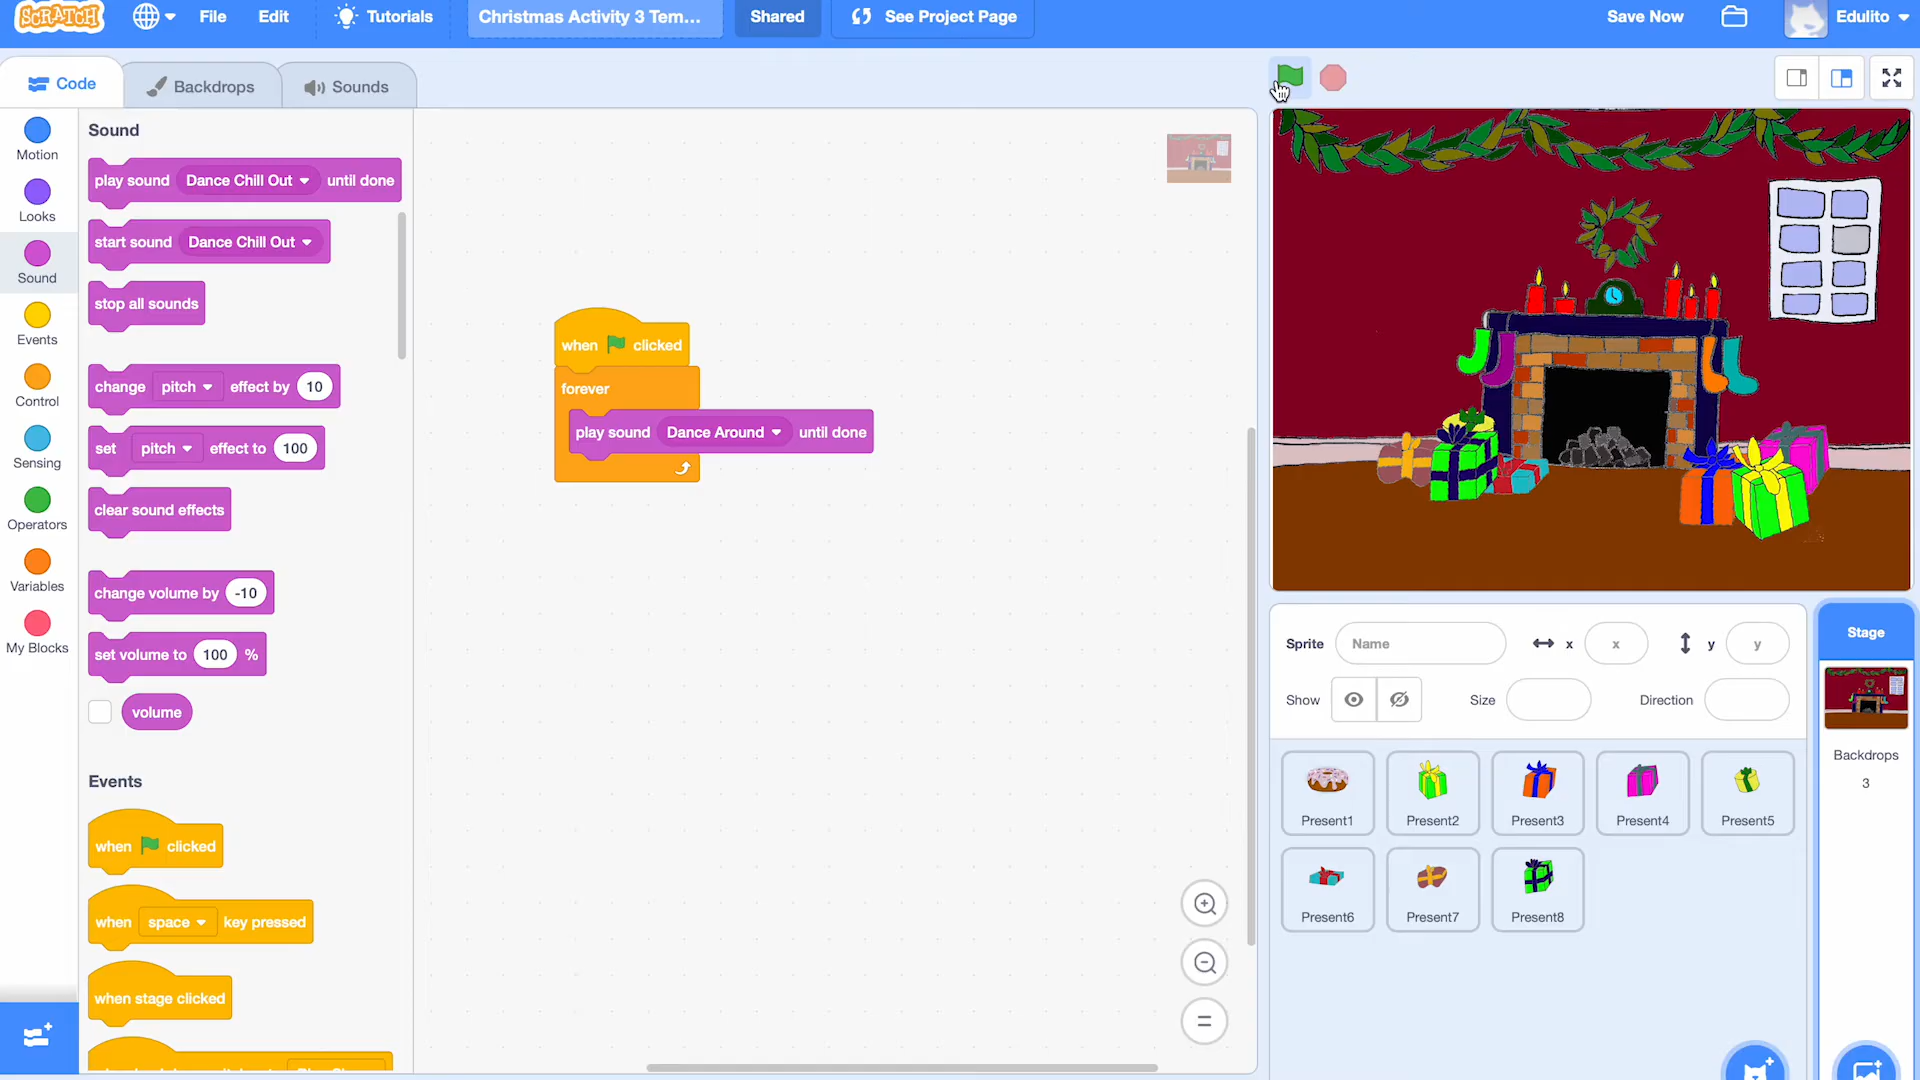 SCRATCH
File
Edit
Tutorials
Christmas Activity 3 Tem...
Shared
See Project Page
Save Now
Edulito
Code
Backdrops
Sounds
Motion
Looks
Sound
Events
Control
Sensing
Operators
Variables
My Blocks
Sound
play sound Dance Chill Out until done
start sound Dance Chill Out
stop all sounds
change pitch effect by 10
set pitch effect to 100
clear sound effects
change volume by -10
set volume to 100 %
volume
Events
when clicked
when space key pressed
when stage clicked
when clicked
forever
play sound Dance Around until done
Sprite Name x x y y
Show Size Direction
Present1
Present2
Present3
Present4
Present5
Present6
Present7
Present8
Stage
Backdrops
3